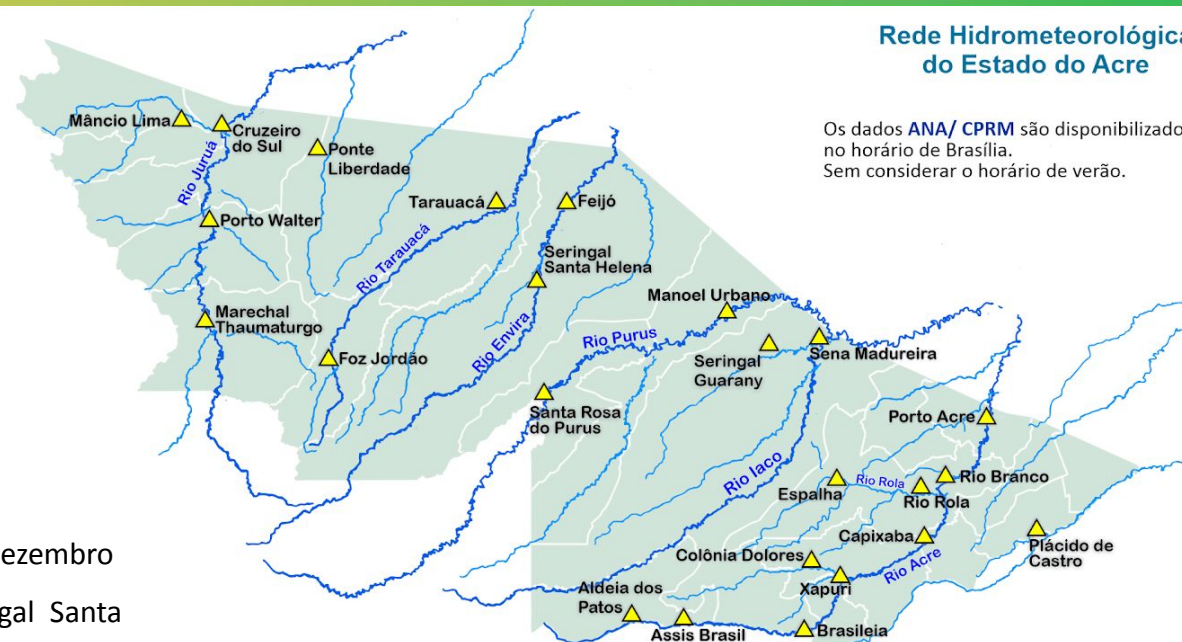 Rede Hidrometeorológica
do Estado do Acre
Os dados ANA/ CPRM são
no horário de Brasília.
Sem considerar o horário de verão.
Mâncio Lima
Cruzeiro
do Sul
Ponte
Liberdade
Rio Juruá
Porto Walter
Tarauacá
Feijó
Rio Tarauacá
Seringal
Santa Helena
Marechal
Thaumaturgo
Foz Jordão
Rio Envira
Manoel Urbano
Rio Purus
Seringal
Guarany
Sena Madureira
Santa Rosa
do Purus
Porto Acre
Rio Iaco
Espalha
Rio Rola
Rio Rola
Rio Branco
Capixaba
Plácido de
Castro
Colônia Dolores
Rio Acre
Xapuri
Aldeia dos
Patos
Assis Brasil
Brasileia
Santa